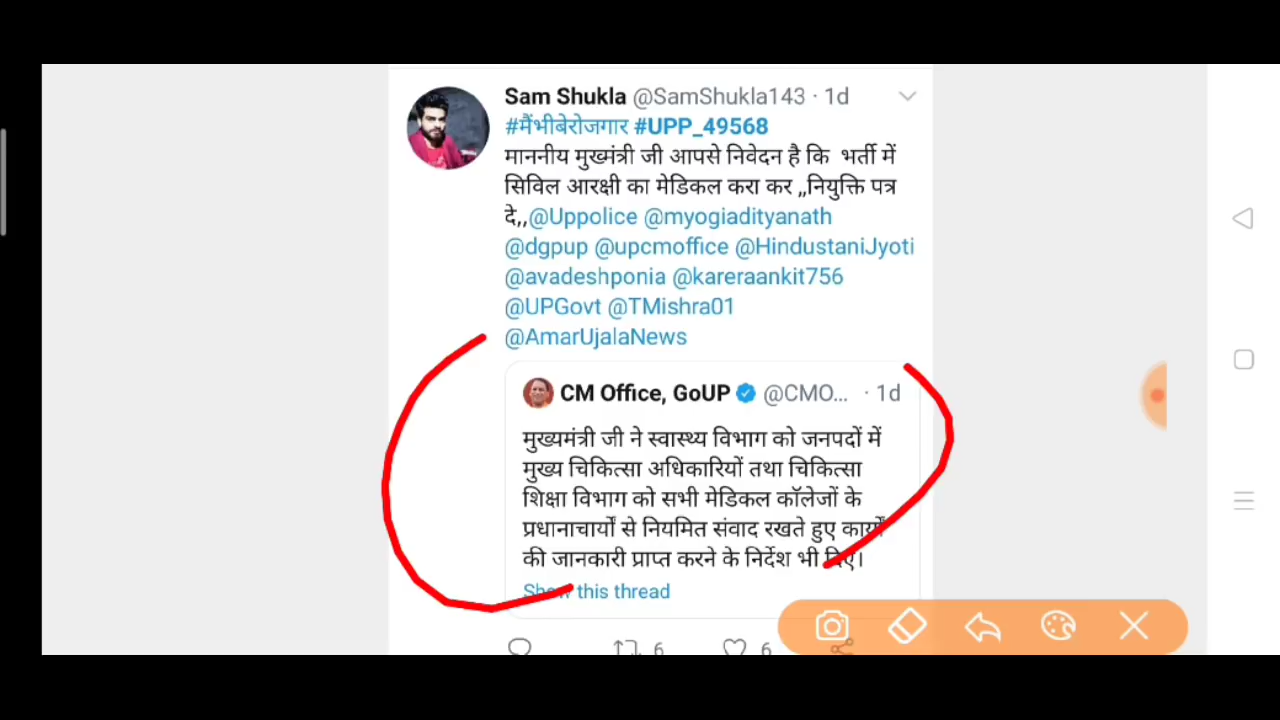 Sam Shukla @SamShukla143 · 1d
#मैंभीबेरोजगार #UPP_49568
माननीय मुख्मंत्री जी आपसे निवेदन है कि भर्ती में
सिविल आरक्षी का मेडिकल करा कर ,,नियुक्ति पत्र
दे,,@Uppolice @myogiadityanath
@dgpup @upcmoffice @HindustaniJyoti
@avadeshponia @kareraankit756
@UPGovt @TMishra01
@AmarUjalaNews
CM Office, GoUP @CMO... · 1d
मुख्यमंत्री जी ने स्वास्थ्य विभाग को जनपदों में
मुख्य चिकित्सा अधिकारियों तथा चिकित्सा
शिक्षा विभाग को सभी मेडिकल कॉलेजों के
प्रधानाचार्यों से नियमित संवाद रखते हुए कार्यों
की जानकारी प्राप्त करने के निर्देश भी दिए।
Show this thread
6 6